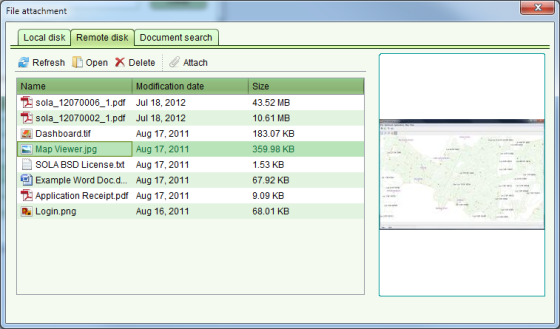 File attachment
Local disk Remote disk Document search
Refresh Open Delete Attach
Name Modification date Size
sola_12070006_1.pdf Jul 18, 2012 43.52 MB
sola_12070002_1.pdf Jul 18, 2012 10.61 MB
Dashboard.tif Aug 17, 2011 183.07 KB
Map Viewer.jpg Aug 17, 2011 359.98 KB
SOLA BSD License.txt Aug 17, 2011 1.53 KB
Example Word Doc.d... Aug 17, 2011 67.92 KB
Application Receipt.pdf Aug 17, 2011 9.09 KB
Login.png Aug 16, 2011 68.01 KB